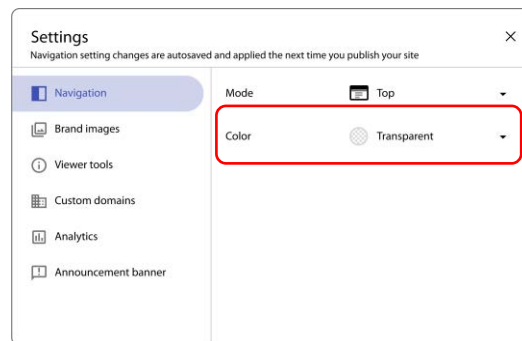 Settings
Navigation setting changes are autosaved and applied the next time you publish your site
Navigation
Brand images
Viewer tools
Custom domains
Analytics
Announcement banner
Mode Top
Color Transparent